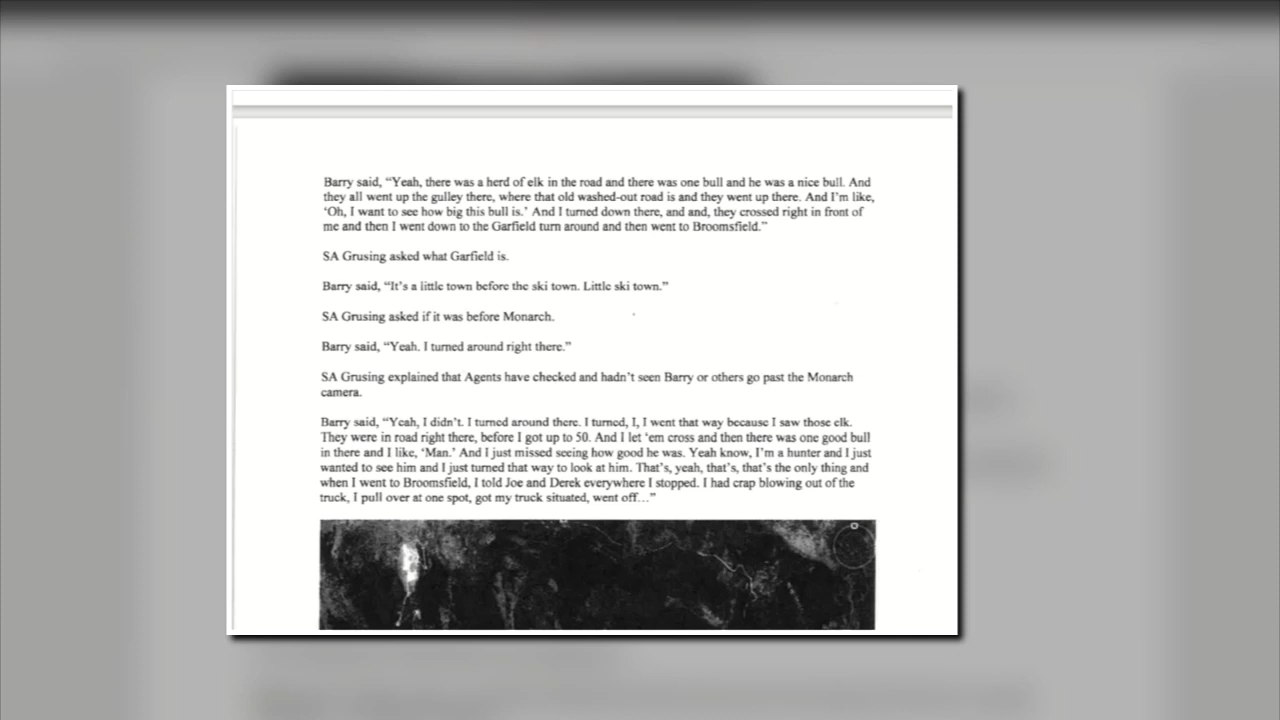 Barry said, “Yeah, there was a herd of elk in the road and there was one bull and he was a nice bull. And
they all went up the gulley there, where that old washed-out road is and they went up there. And I’m like,
‘Oh, I want to see how big this bull is.’ And I turned down there, and and, they crossed right in front of
me and then I went down to the Garfield turn around and then went to Broomsfield.”
SA Grusing asked what Garfield is.
Barry said, “It’s a little town before the ski town. Little ski town.”
SA Grusing asked if it was before Monarch.
Barry said, “Yeah. I turned around right there.”
SA Grusing explained that Agents have checked and hadn’t seen Barry or others go past the Monarch
camera.
Barry said, “Yeah, I didn’t. I turned around there. I turned, I, I went that way because I saw those elk.
They were in road right there, before I got up to 50. And I let ‘em cross and then there was one good bull
in there and I like, ‘Man.’ And I just missed seeing how good he was. Yeah know, I’m a hunter and I just
wanted to see him and I just turned that way to look at him. That’s, yeah, that’s, that’s the only thing and
when I went to Broomsfield, I told Joe and Derek everywhere I stopped. I had crap blowing out of the
truck, I pull over at one spot, got my truck situated, went off…”